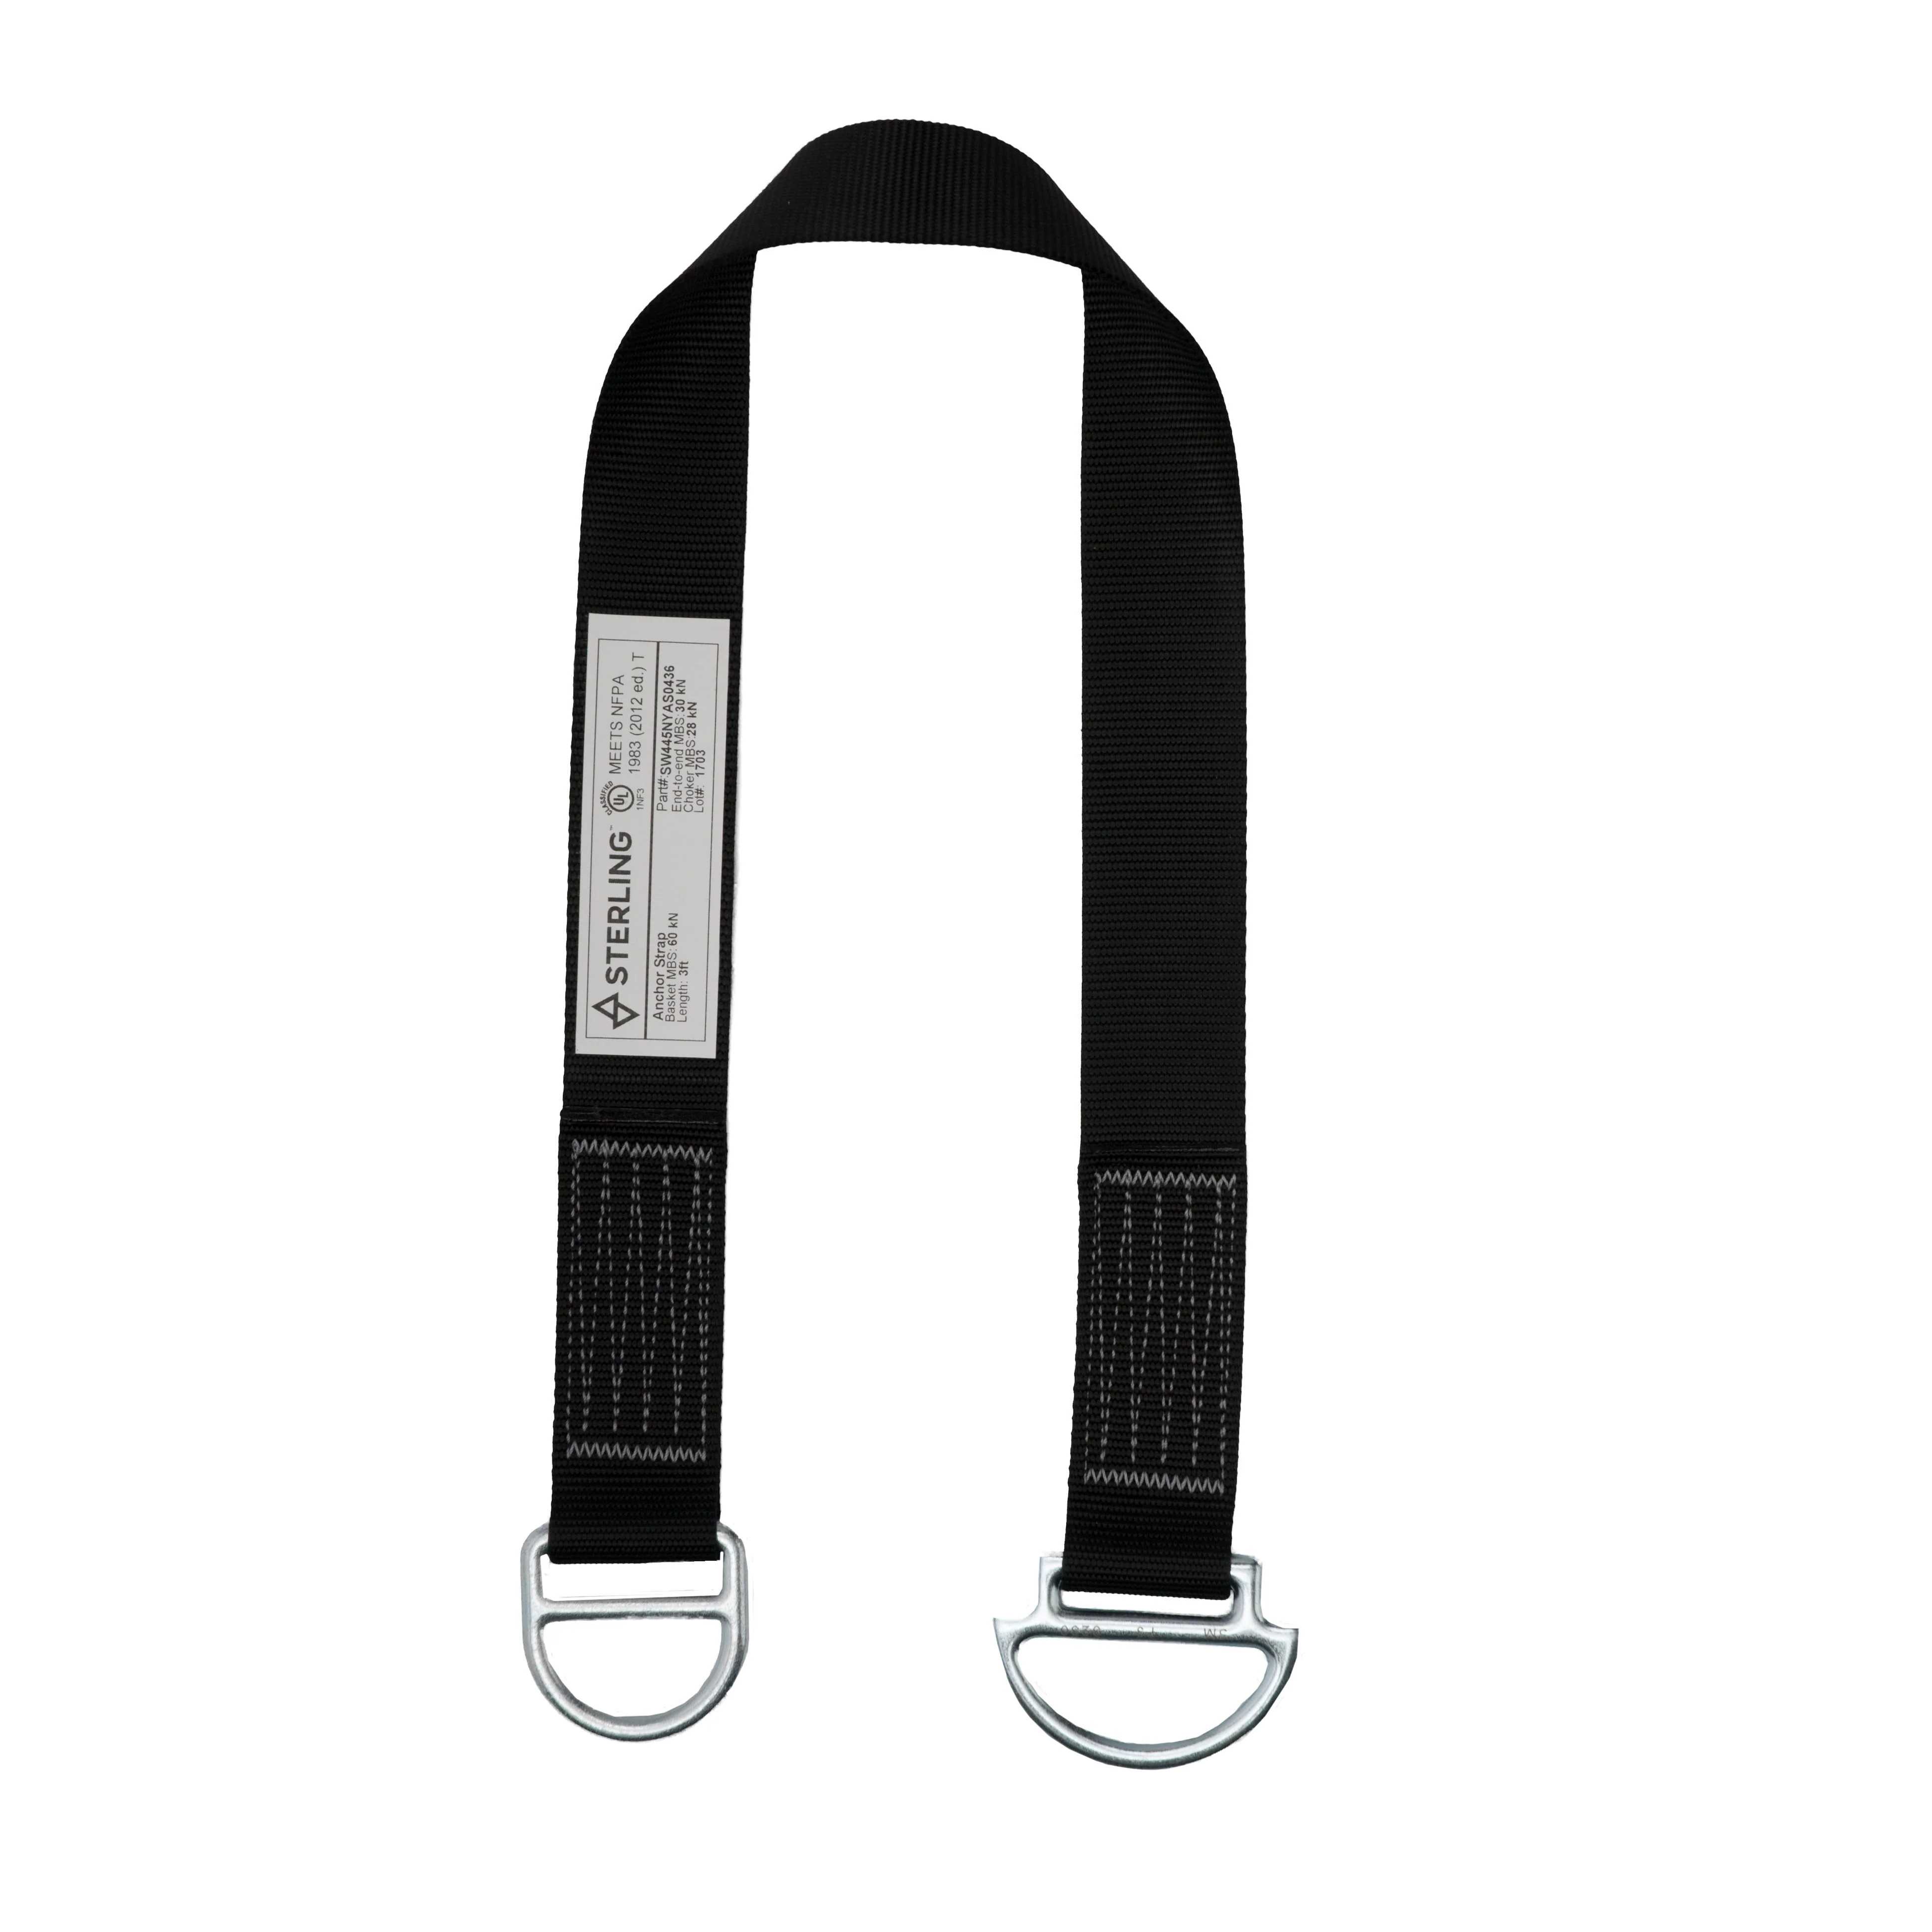 STERLING™
CLASSIFIED
UL
MEETS NFPA
1983 (2012 ed.) T
1NF3
Anchor Strap
Basket MBS: 60 kN
Length: 3ft
Part#:SW445NYAS0436
End-to-end MBS:30 kN
Choker MBS:28 kN
Lot#: 1703